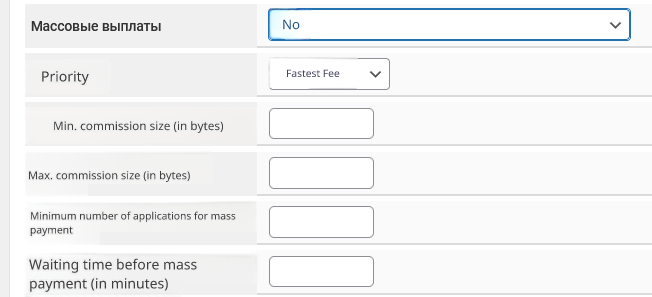 Массовые выплаты
No
Priority
Fastest Fee
Min. commission size (in bytes)
Max. commission size (in bytes)
Minimum number of applications for mass
payment
Waiting time before mass
payment (in minutes)